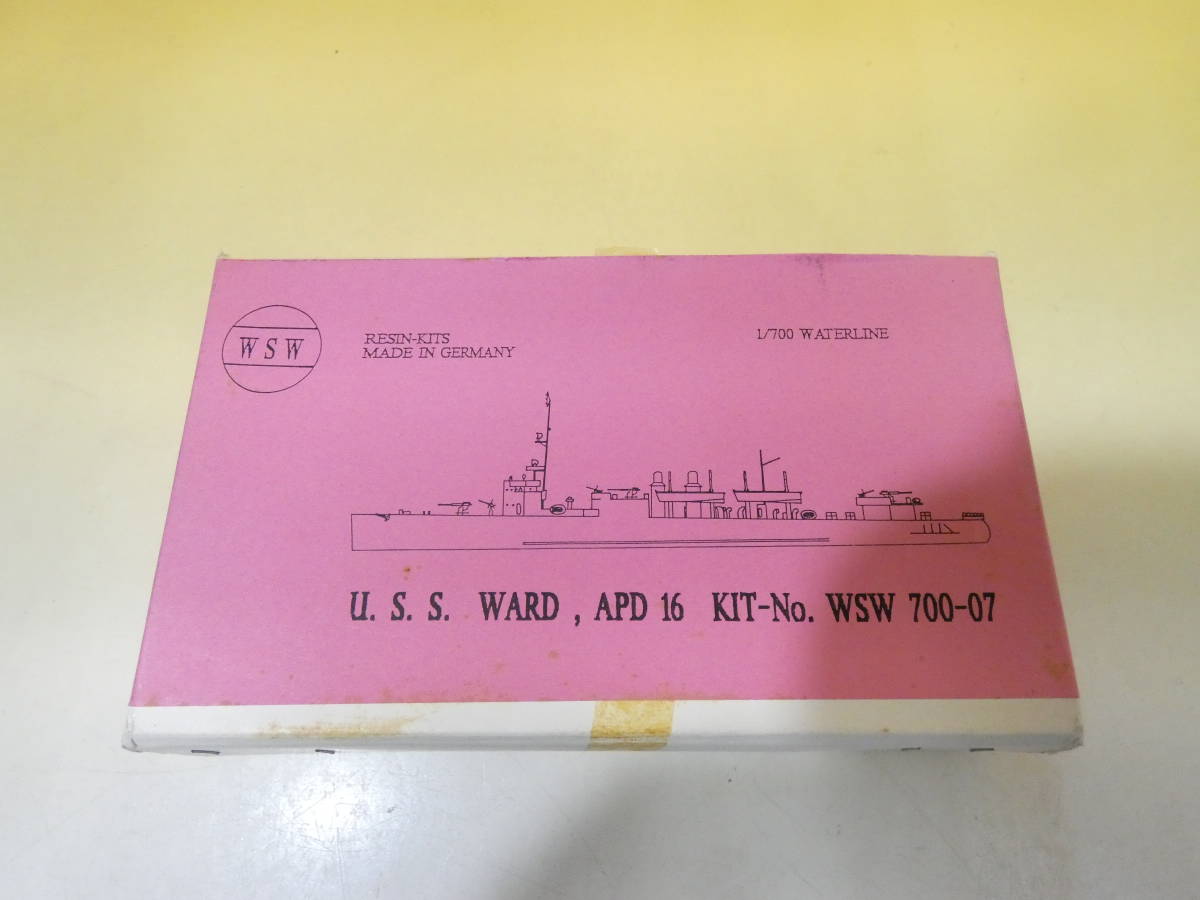 WSW
RESIN-KITS
MADE IN GERMANY
1/700 WATERLINE
U. S. S. WARD , APD 16 KIT-No. WSW 700-07